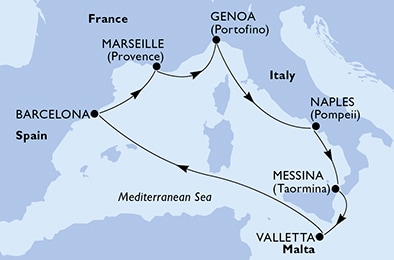 GENOA
(Portofino)
France
MARSEILLE
(Provence)
Italy
NAPLES
(Pompeii)
BARCELONA
Spain
MESSINA
(Taormina)
Mediterranean Sea
VALLETTA
Malta